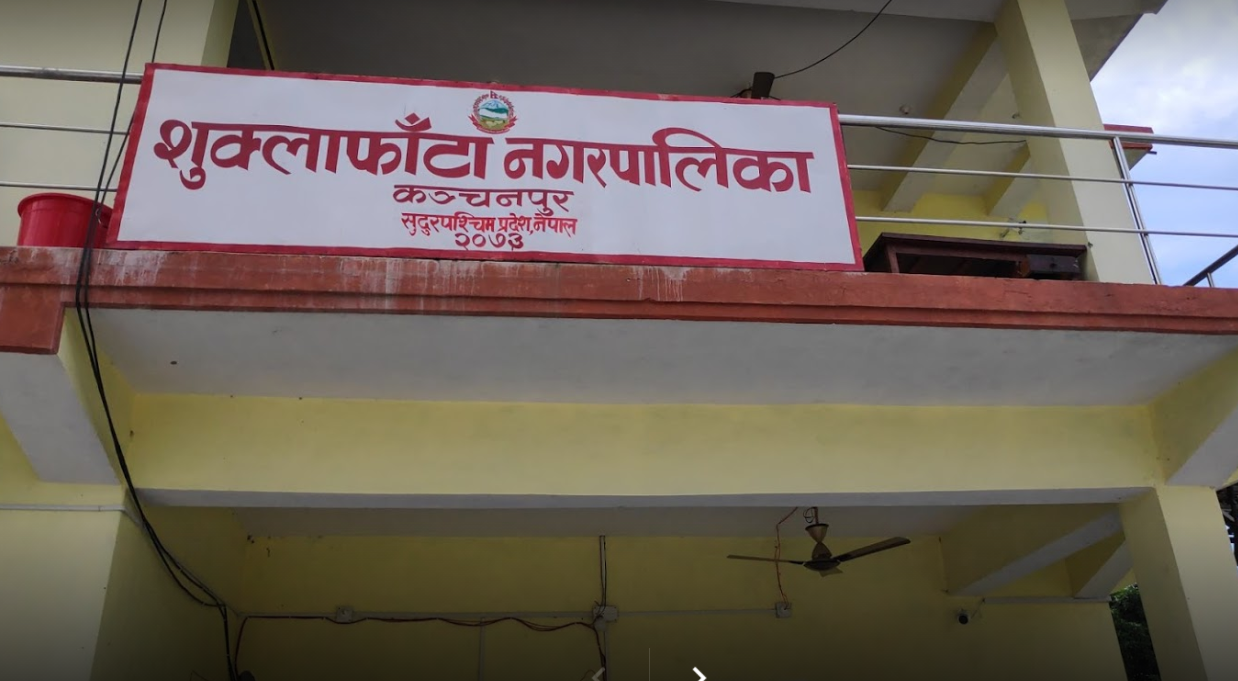 शुक्लाफाँटा नगरपालिका
कञ्चनपुर
सुदुरपश्चिम प्रदेश, नेपाल
२०७३